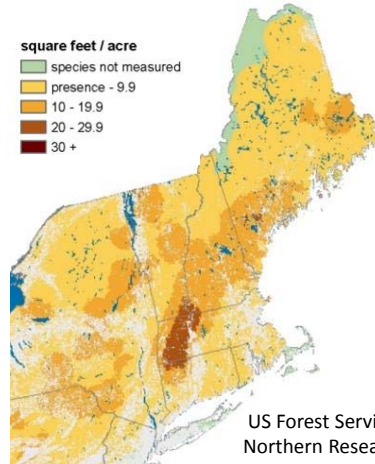 square feet / acre
species not measured
presence - 9.9
10 - 19.9
20 - 29.9
30 +
US Forest Servi
Northern Resea